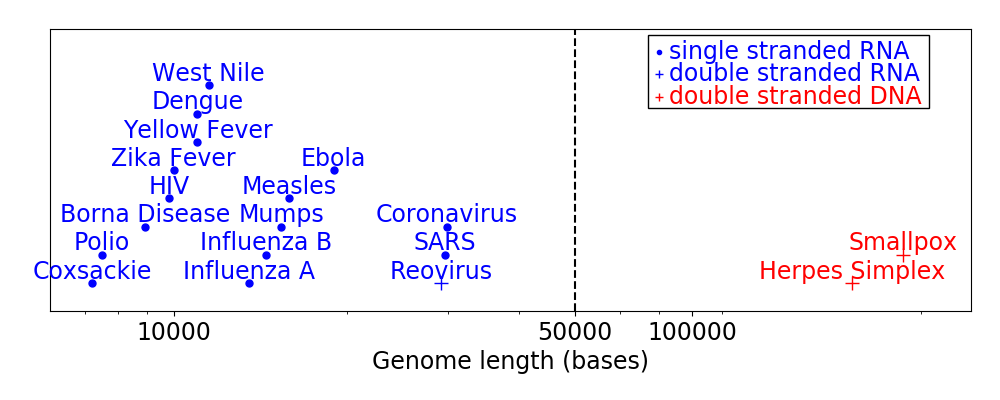 single stranded RNA
double stranded RNA
double stranded DNA
West Nile
Dengue
Yellow Fever
Zika Fever Ebola
HIV Measles
Borna Disease Mumps Coronavirus
Polio Influenza B SARS Smallpox
Coxsackie Influenza A Reovirus Herpes Simplex
10000 50000 100000
Genome length (bases)